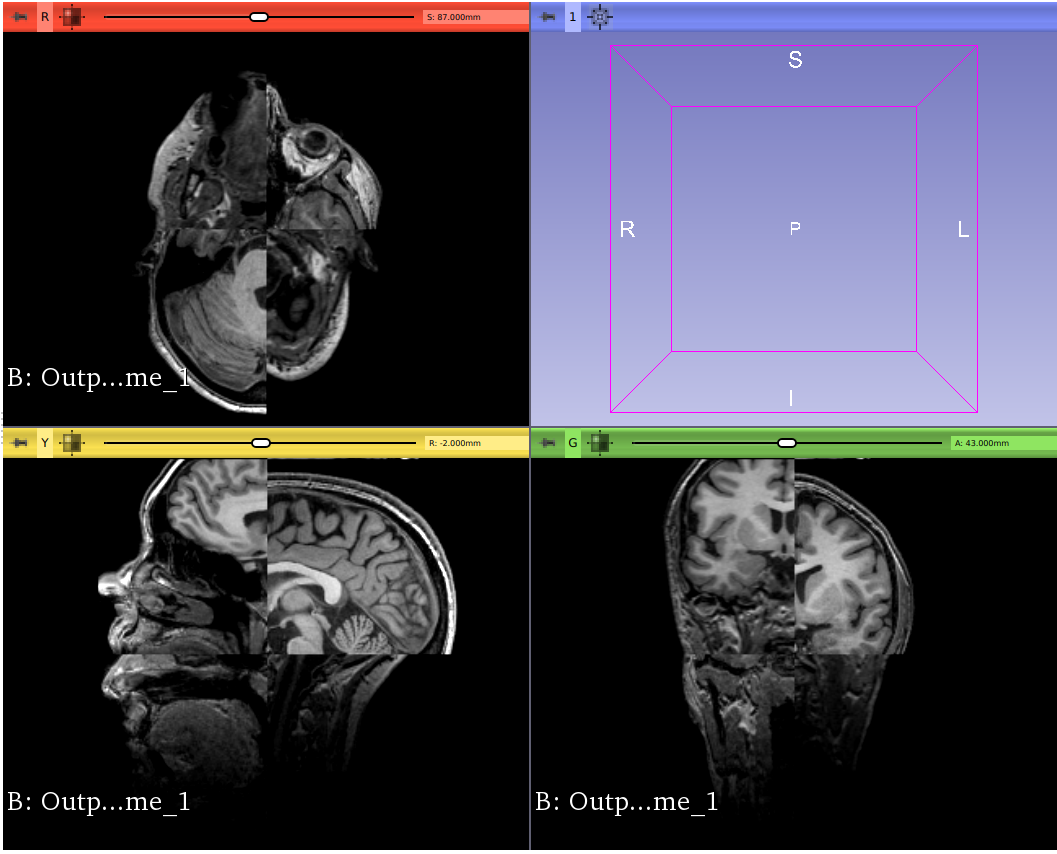 R
S: 87.000mm
1
S
R
P
L
I
B: Outp...me_1
Y
R: -2.000mm
G
A: 43.000mm
B: Outp...me_1
B: Outp...me_1